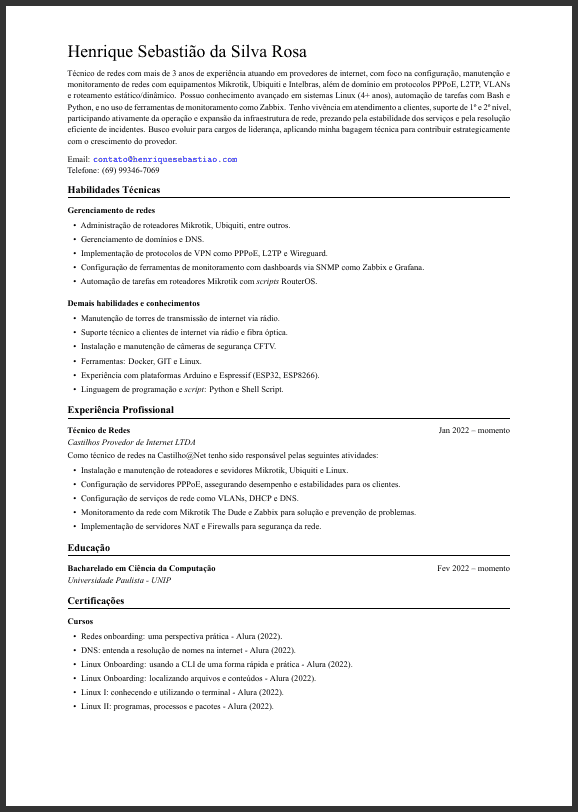 Henrique Sebastião da Silva Rosa
Técnico de redes com mais de 3 anos de experiência atuando em provedores de internet, com foco na configuração, manutenção e
monitoramento de redes com equipamentos Mikrotik, Ubiquiti e Intelbras, além de domínio em protocolos PPPoE, L2TP, VLANs
e roteamento estático/dinâmico. Possuo conhecimento avançado em sistemas Linux (4+ anos), automação de tarefas com Bash e
Python, e no uso de ferramentas de monitoramento como Zabbix. Tenho vivência em atendimento a clientes, suporte de 1º e 2º nível,
participando ativamente da operação e expansão da infraestrutura de rede, prezando pela estabilidade dos serviços e pela resolução
eficiente de incidentes. Busco evoluir para cargos de liderança, aplicando minha bagagem técnica para contribuir estrategicamente
com o crescimento do provedor.
Email: contato@henriquesebastiao.com
Telefone: (69) 99346-7069
Habilidades Técnicas
Gerenciamento de redes
• Administração de roteadores Mikrotik, Ubiquiti, entre outros.
• Gerenciamento de domínios e DNS.
• Implementação de protocolos de VPN como PPPoE, L2TP e Wireguard.
• Configuração de ferramentas de monitoramento com dashboards via SNMP como Zabbix e Grafana.
• Automação de tarefas em roteadores Mikrotik com scripts RouterOS.
Demais habilidades e conhecimentos
• Manutenção de torres de transmissão de internet via rádio.
• Suporte técnico a clientes de internet via rádio e fibra óptica.
• Instalação e manutenção de câmeras de segurança CFTV.
• Ferramentas: Docker, GIT e Linux.
• Experiência com plataformas Arduino e Espressif (ESP32, ESP8266).
• Linguagem de programação e script: Python e Shell Script.
Experiência Profissional
Técnico de Redes Jan 2022 – momento
Castilhos Provedor de Internet LTDA
Como técnico de redes na Castilho@Net tenho sido responsável pelas seguintes atividades:
• Instalação e manutenção de roteadores e sevidores Mikrotik, Ubiquiti e Linux.
• Configuração de servidores PPPoE, assegurando desempenho e estabilidades para os clientes.
• Configuração de serviços de rede como VLANs, DHCP e DNS.
• Monitoramento da rede com Mikrotik The Dude e Zabbix para solução e prevenção de problemas.
• Implementação de servidores NAT e Firewalls para segurança da rede.
Educação
Bacharelado em Ciência da Computação Fev 2022 – momento
Universidade Paulista - UNIP
Certificações
Cursos
• Redes onboarding: uma perspectiva prática - Alura (2022).
• DNS: entenda a resolução de nomes na internet - Alura (2022).
• Linux Onboarding: usando a CLI de uma forma rápida e prática - Alura (2022).
• Linux Onboarding: localizando arquivos e conteúdos - Alura (2022).
• Linux I: conhecendo e utilizando o terminal - Alura (2022).
• Linux II: programas, processos e pacotes - Alura (2022).